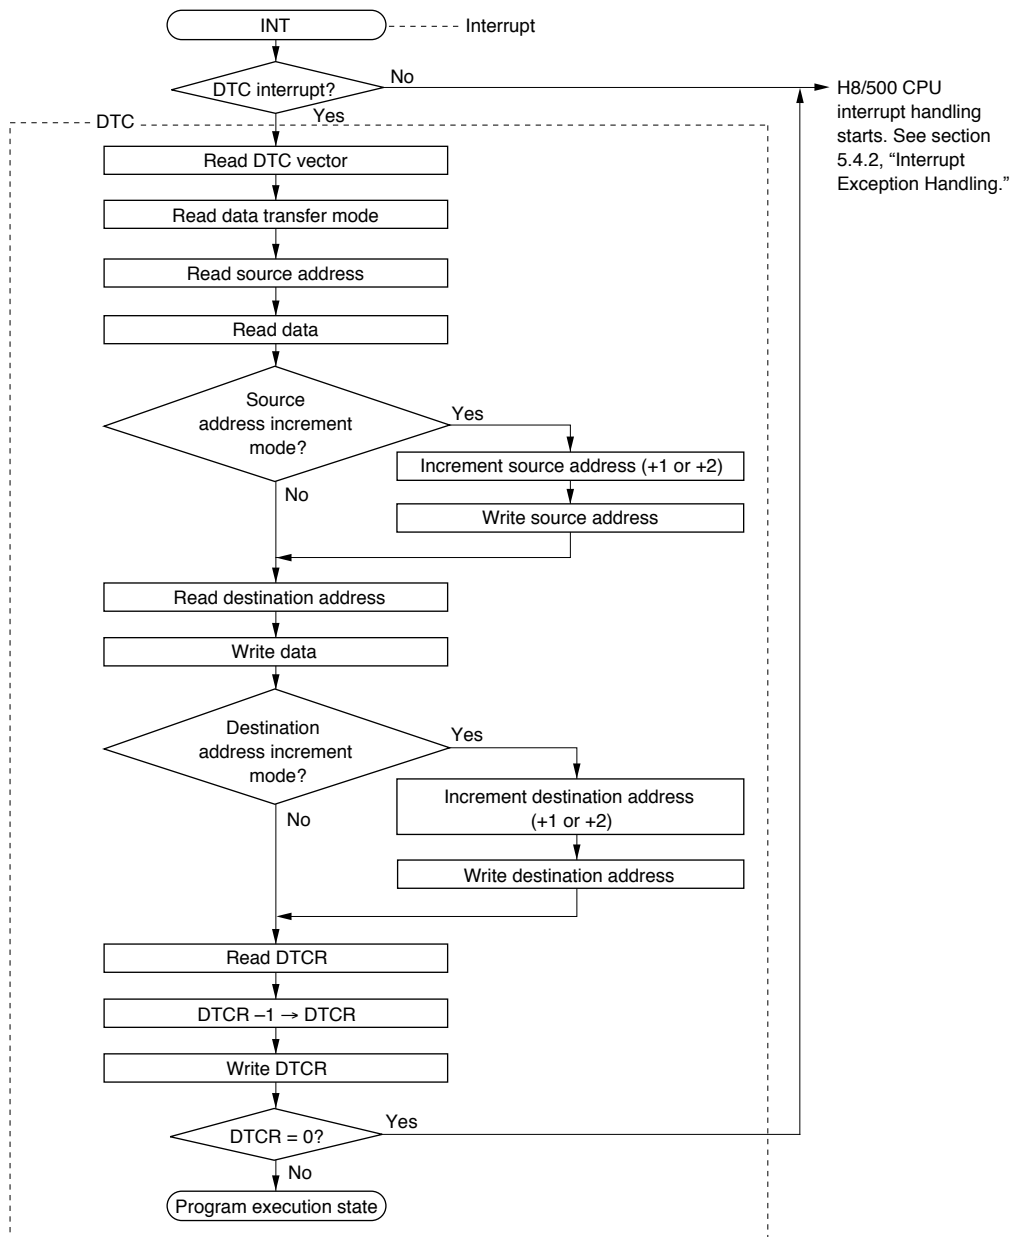 INT
Interrupt
DTC interrupt?
No
Yes
H8/500 CPU
interrupt handling
starts. See section
5.4.2, “Interrupt
Exception Handling.”
DTC
Read DTC vector
Read data transfer mode
Read source address
Read data
Source
address increment
mode?
Yes
No
Increment source address (+1 or +2)
Write source address
Read destination address
Write data
Destination
address increment
mode?
Yes
No
Increment destination address
(+1 or +2)
Write destination address
Read DTCR
DTCR –1 → DTCR
Write DTCR
DTCR = 0?
Yes
No
Program execution state